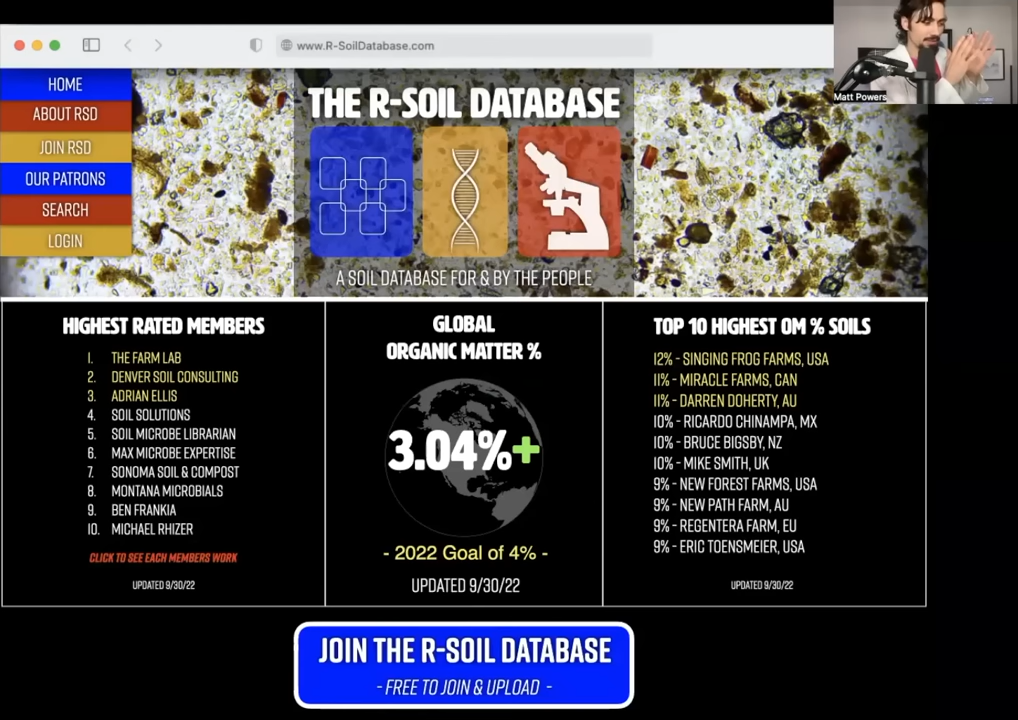 www.R-SoilDatabase.com
Matt Powers
HOME
ABOUT RSD
JOIN RSD
OUR PATRONS
SEARCH
LOGIN
THE R-SOIL DATABASE
A SOIL DATABASE FOR & BY THE PEOPLE
HIGHEST RATED MEMBERS
1. THE FARM LAB
2. DENVER SOIL CONSULTING
3. ADRIAN ELLIS
4. SOIL SOLUTIONS
5. SOIL MICROBE LIBRARIAN
6. MAX MICROBE EXPERTISE
7. SONOMA SOIL & COMPOST
8. MONTANA MICROBIALS
9. BEN FRANKIA
10. MICHAEL RHIZER
CLICK TO SEE EACH MEMBERS WORK
UPDATED 9/30/22
GLOBAL
ORGANIC MATTER %
3.04%+
- 2022 Goal of 4% -
UPDATED 9/30/22
TOP 10 HIGHEST OM % SOILS
12% - SINGING FROG FARMS, USA
11% - MIRACLE FARMS, CAN
11% - DARREN DOHERTY, AU
10% - RICARDO CHINAMPA, MX
10% - BRUCE BIGSBY, NZ
10% - MIKE SMITH, UK
9% - NEW FOREST FARMS, USA
9% - NEW PATH FARM, AU
9% - REGENTERA FARM, EU
9% - ERIC TOENSMEIER, USA
UPDATED 9/30/22
JOIN THE R-SOIL DATABASE
- FREE TO JOIN & UPLOAD -